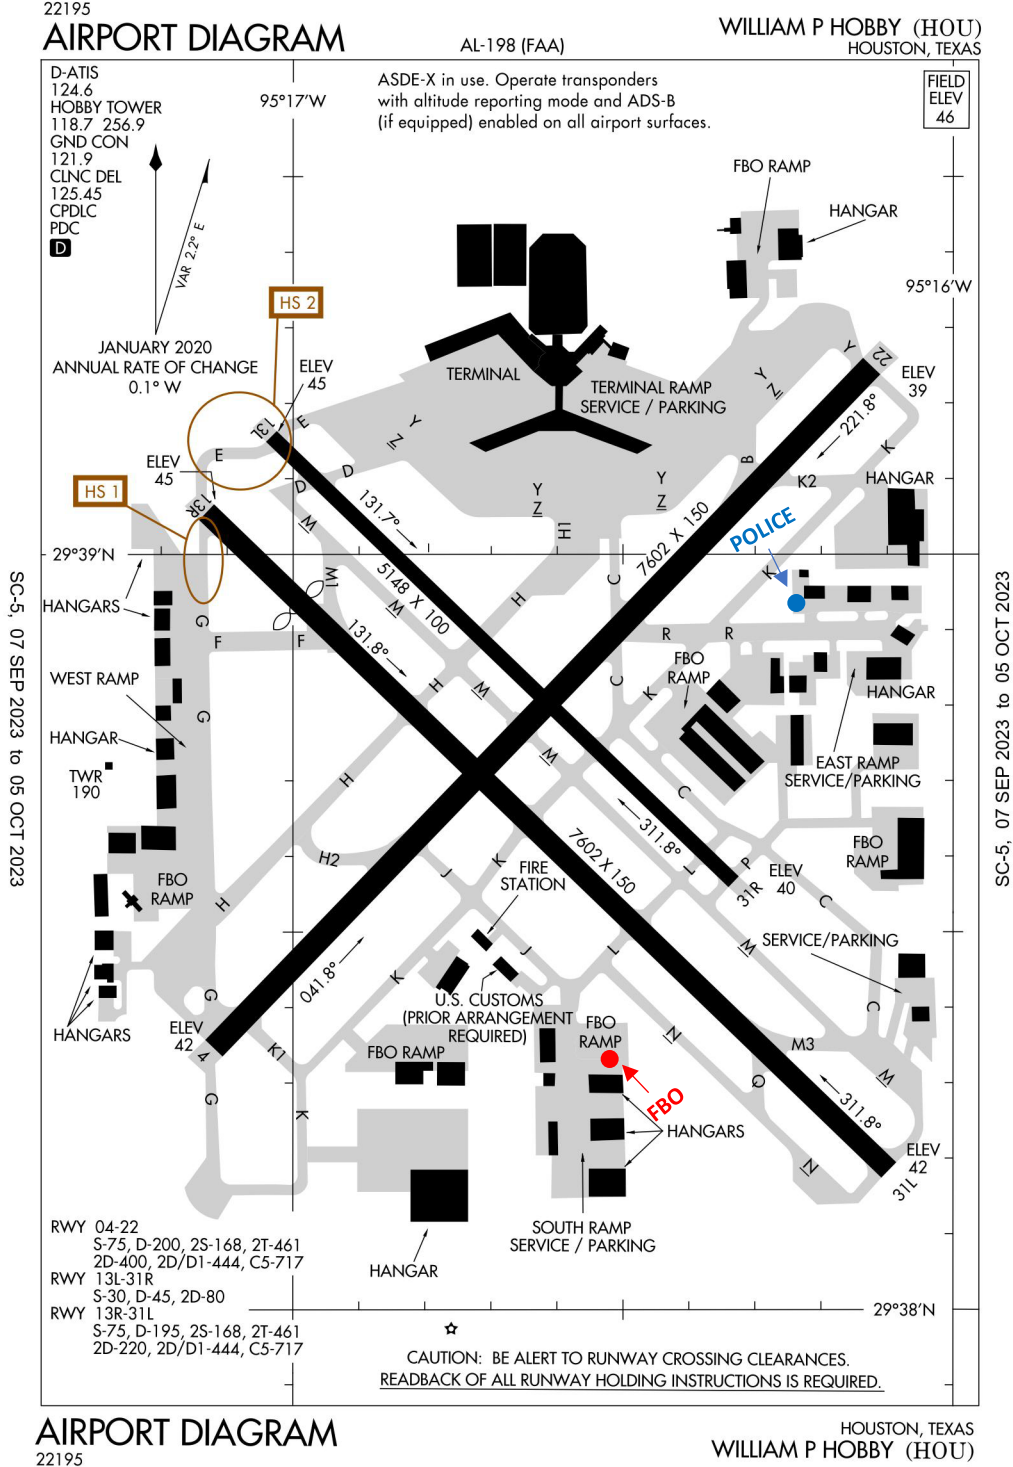 22195
AIRPORT DIAGRAM
AL-198 (FAA)
WILLIAM P HOBBY (HOU)
HOUSTON, TEXAS
D-ATIS
124.6
HOBBY TOWER
118.7 256.9
GND CON
121.9
CLNC DEL
125.45
CPDLC
PDC
D
95°17'W
ASDE-X in use. Operate transponders
with altitude reporting mode and ADS-B
(if equipped) enabled on all airport surfaces.
FIELD
ELEV
46
VAR 2.2° E
JANUARY 2020
ANNUAL RATE OF CHANGE
0.1° W
FBO RAMP
HANGAR
95°16'W
HS 2
ELEV
45
TERMINAL
TERMINAL RAMP
SERVICE / PARKING
Y
22
ELEV
39
Y
Z
221.8°
13L
E
Y
Z
E
D
D
B
K
K2
HANGAR
ELEV
45
HS 1
13R
131.7°
Y
Z
Y
Z
H1
M
7602 X 150
POLICE
29°39'N
HANGARS
M1
5148 X 100
M
H
C
K
G
F
F
131.8°
R
R
WEST RAMP
H
M
C
K
FBO
RAMP
HANGAR
G
HANGAR
M
TWR
190
H
C
EAST RAMP
SERVICE/PARKING
311.8°
7602 X 150
H2
J
K
FIRE
STATION
L
P
31R
ELEV
40
FBO
RAMP
FBO
RAMP
H
C
SERVICE/PARKING
J
L
M
041.8°
K
G
U.S. CUSTOMS
(PRIOR ARRANGEMENT
REQUIRED)
C
HANGARS
ELEV
42
4
K1
FBO RAMP
FBO
RAMP
N
M3
Q
M
G
K
FBO
311.8°
HANGARS
N
ELEV
42
31L
RWY 04-22
S-75, D-200, 2S-168, 2T-461
2D-400, 2D/D1-444, C5-717
RWY 13L-31R
S-30, D-45, 2D-80
RWY 13R-31L
S-75, D-195, 2S-168, 2T-461
2D-220, 2D/D1-444, C5-717
HANGAR
SOUTH RAMP
SERVICE / PARKING
29°38'N
CAUTION: BE ALERT TO RUNWAY CROSSING CLEARANCES.
READBACK OF ALL RUNWAY HOLDING INSTRUCTIONS IS REQUIRED.
SC-5, 07 SEP 2023 to 05 OCT 2023
SC-5, 07 SEP 2023 to 05 OCT 2023
AIRPORT DIAGRAM
22195
HOUSTON, TEXAS
WILLIAM P HOBBY (HOU)